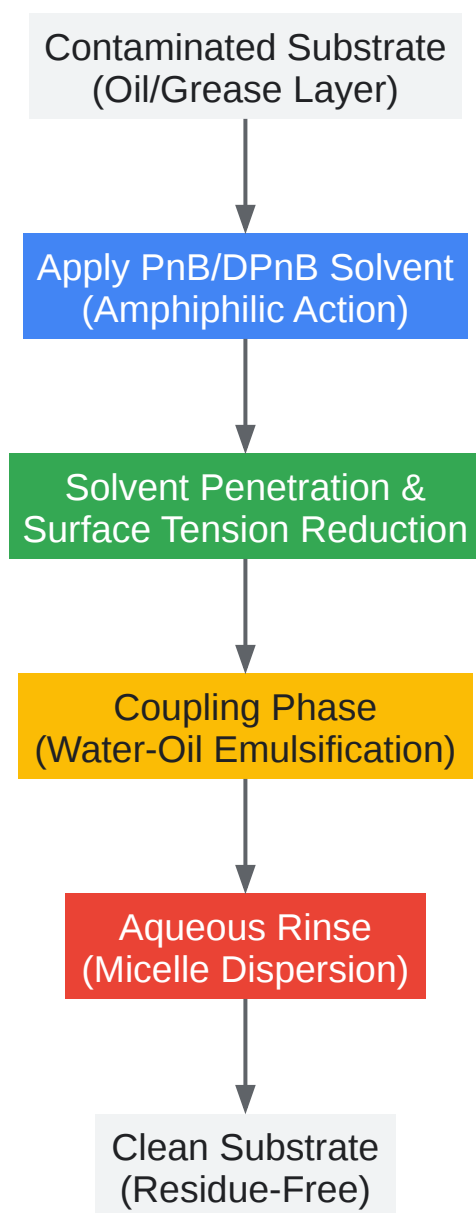 Contaminated Substrate
(Oil/Grease Layer)
Apply PnB/DPnB Solvent
(Amphiphilic Action)
Solvent Penetration &
Surface Tension Reduction
Coupling Phase
(Water-Oil Emulsification)
Aqueous Rinse
(Micelle Dispersion)
Clean Substrate
(Residue-Free)